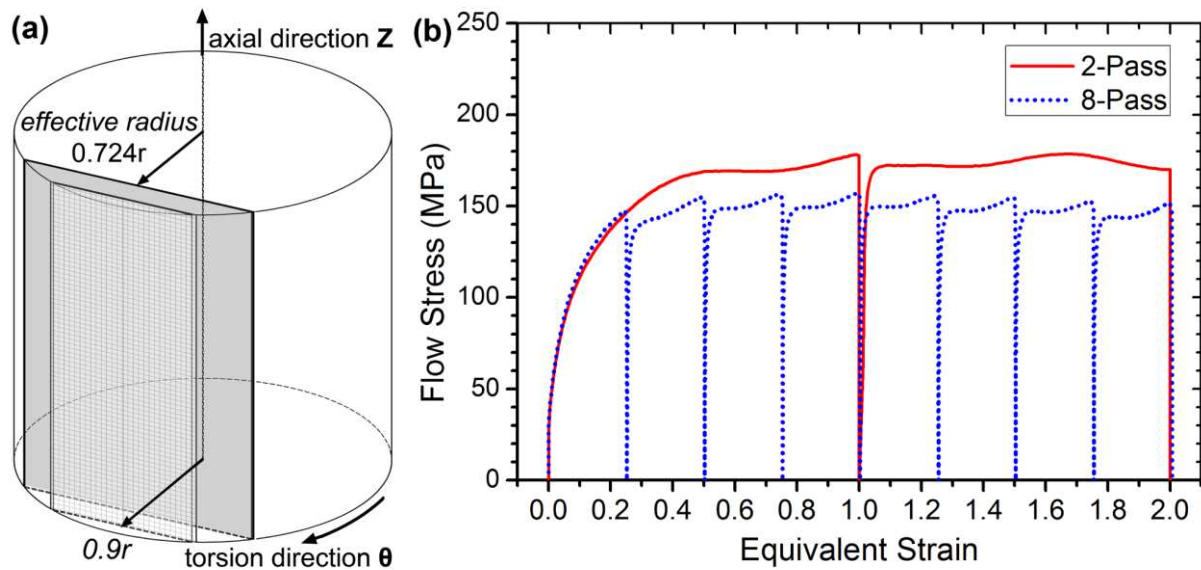 (a)
axial direction Z
effective radius
0.724r
0.9r
torsion direction θ
(b)
2-Pass
8-Pass
250
200
150
100
50
0
Flow Stress (MPa)
0.0 0.2 0.4 0.6 0.8 1.0 1.2 1.4 1.6 1.8 2.0
Equivalent Strain